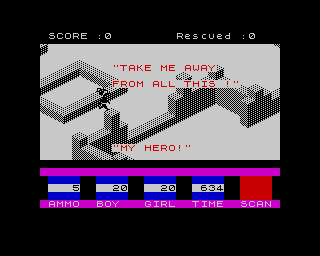 SCORE :0 Rescued :0
"TAKE ME AWAY
FROM ALL THIS !"
"MY HERO!"
5 20 20 634
AMMO BOY GIRL TIME SCAN